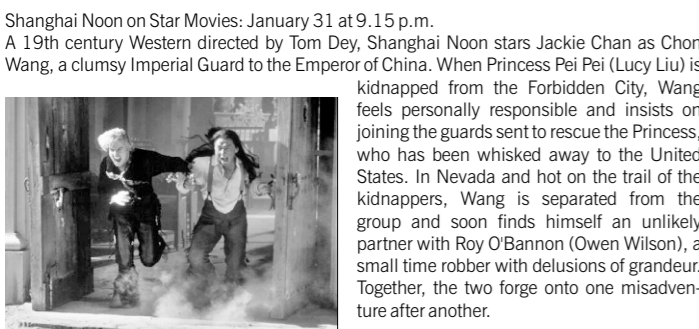 Shanghai Noon on Star Movies: January 31 at 9.15 p.m.
A 19th century Western directed by Tom Dey, Shanghai Noon stars Jackie Chan as Chon
Wang, a clumsy Imperial Guard to the Emperor of China. When Princess Pei Pei (Lucy Liu) is
kidnapped from the Forbidden City, Wang
feels personally responsible and insists on
joining the guards sent to rescue the Princess,
who has been whisked away to the United
States. In Nevada and hot on the trail of the
kidnappers, Wang is separated from the
group and soon finds himself an unlikely
partner with Roy O'Bannon (Owen Wilson), a
small time robber with delusions of grandeur.
Together, the two forge onto one misadven-
ture after another.